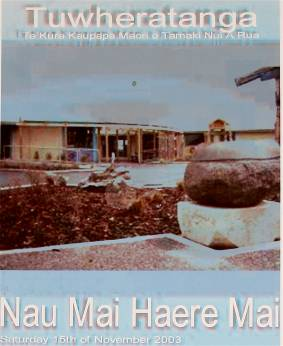 Tuwheratanga
Te Kura Kaupapa Maori o Tamaki Nui A Rua
Nau Mai Haere Mai
Saturday 15th of November 2003